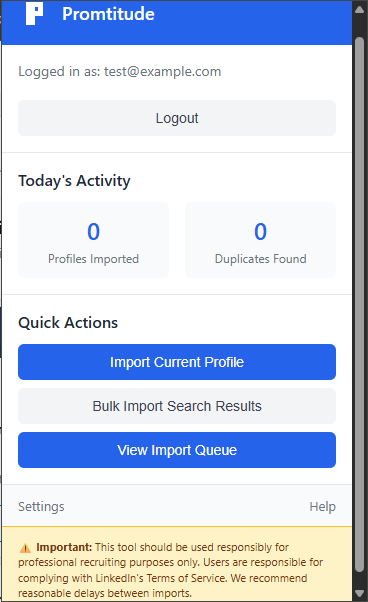 Promtitude
Logged in as: test@example.com
Logout
Today's Activity
0
Profiles Imported
0
Duplicates Found
Quick Actions
Import Current Profile
Bulk Import Search Results
View Import Queue
Settings
Help
⚠️ Important: This tool should be used responsibly for
professional recruiting purposes only. Users are responsible for
complying with LinkedIn's Terms of Service. We recommend
reasonable delays between imports.